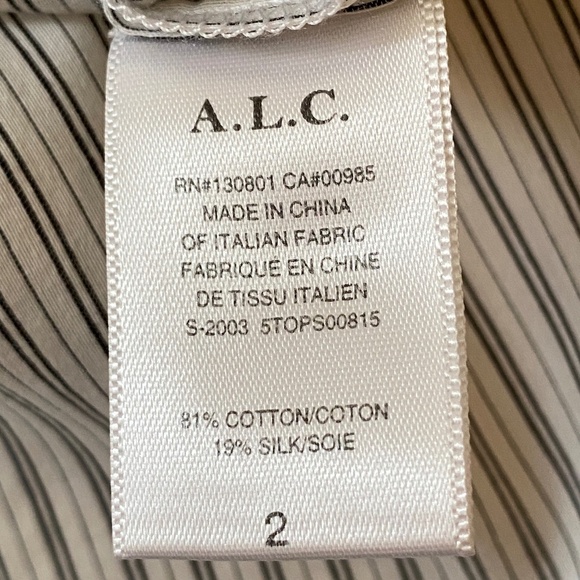 A.L.C.
RN#130801 CA#00985
MADE IN CHINA
OF ITALIAN FABRIC
FABRIQUE EN CHINE
DE TISSU ITALIEN
S-2003 5TOPS00815
81% COTTON/COTON
19% SILK/SOIE
2